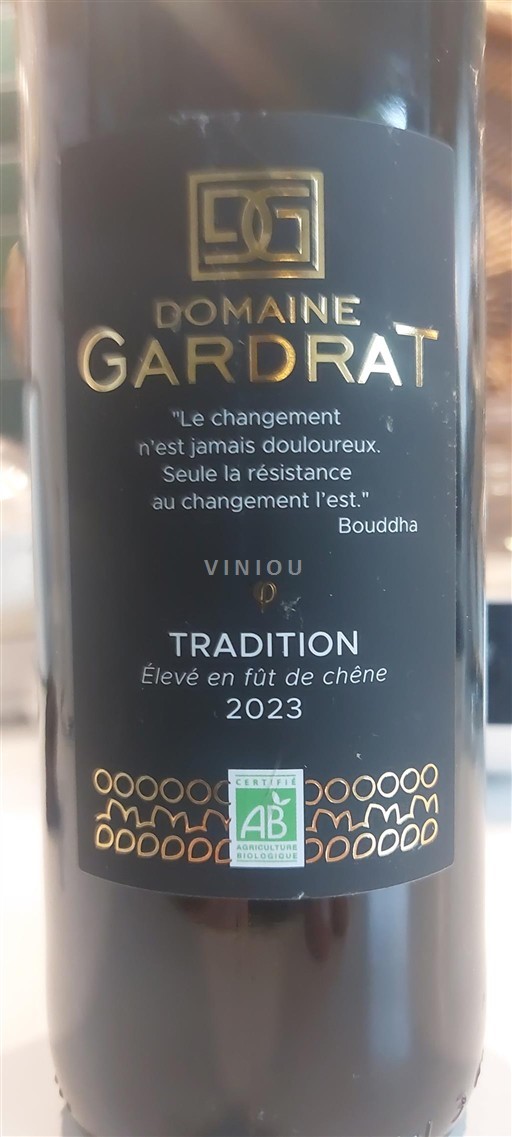 DG
DOMAINE
GARDRAT
"Le changement
n'est jamais douloureux.
Seule la résistance
au changement l'est."
Bouddha
VINIOU
TRADITION
Élevé en fût de chêne
2023
CERTIFIÉ
AB
AGRICULTURE
BIOLOGIQUE